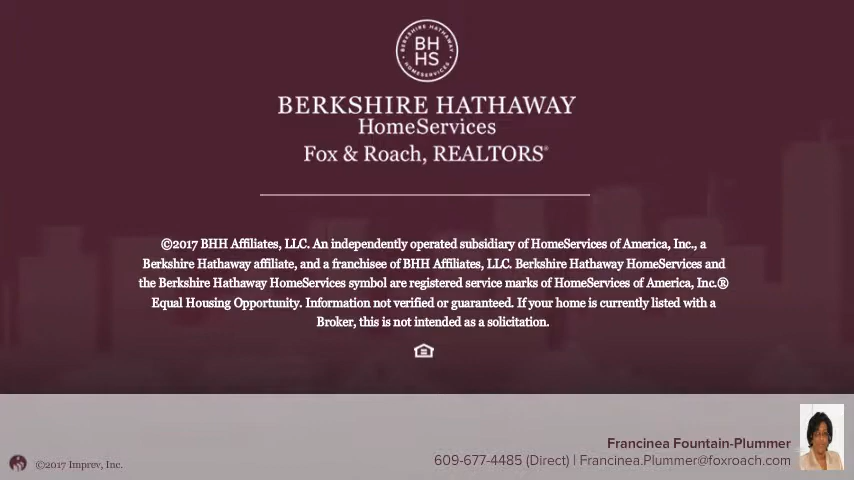 BERKSHIRE HATHAWAY HOMESERVICES
BH
HS
BERKSHIRE HATHAWAY
HomeServices
Fox & Roach, REALTORS®
©2017 BHH Affiliates, LLC. An independently operated subsidiary of HomeServices of America, Inc., a
Berkshire Hathaway affiliate, and a franchisee of BHH Affiliates, LLC. Berkshire Hathaway HomeServices and
the Berkshire Hathaway HomeServices symbol are registered service marks of HomeServices of America, Inc.®
Equal Housing Opportunity. Information not verified or guaranteed. If your home is currently listed with a
Broker, this is not intended as a solicitation.
Francinea Fountain-Plummer
609-677-4485 (Direct) | Francinea.Plummer@foxroach.com
©2017 Imprev, Inc.